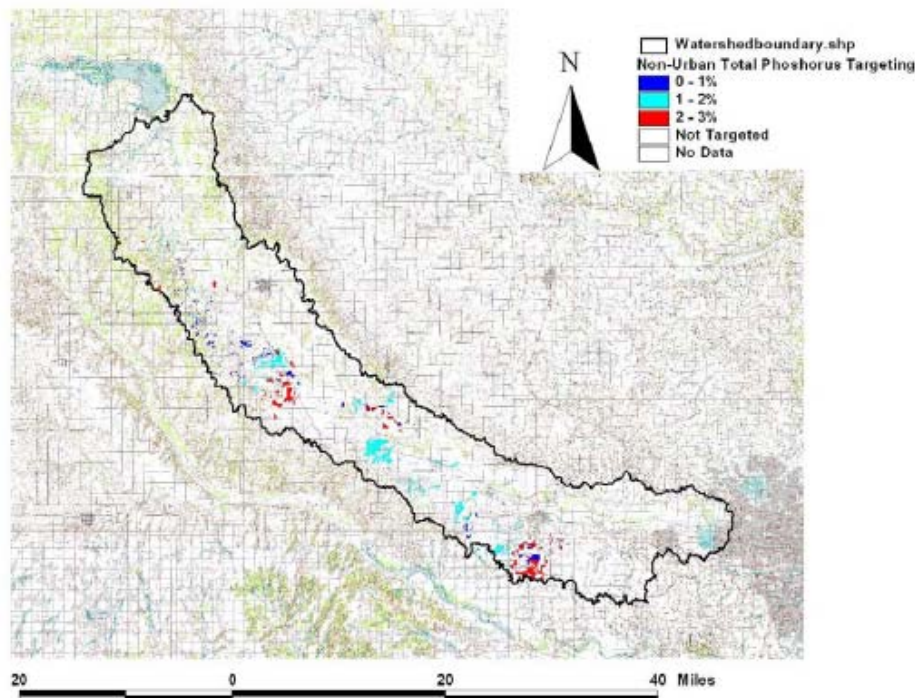 Watershedboundary.shp
Non-Urban Total Phoshorus Targeting
0 - 1%
1 - 2%
2 - 3%
Not Targeted
No Data
N
20 0 20 40 Miles